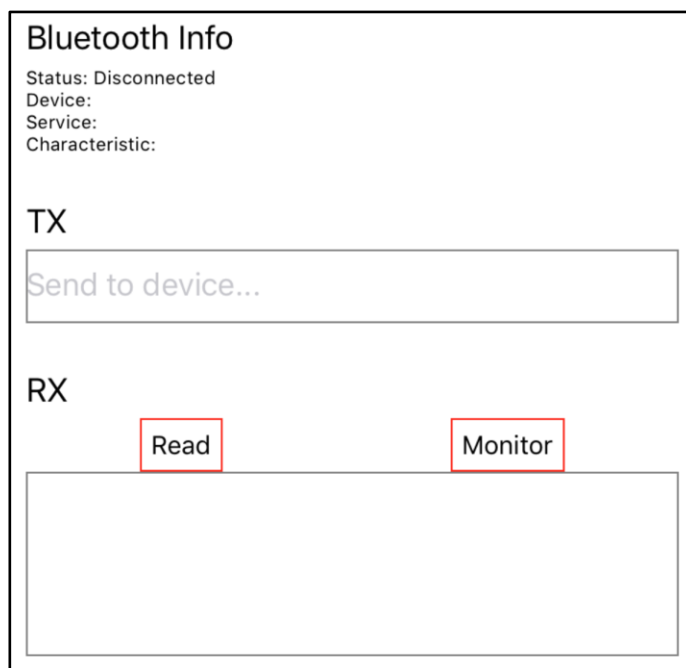 Bluetooth Info
Status: Disconnected
Device:
Service:
Characteristic:
TX
Send to device...
RX
Read Monitor